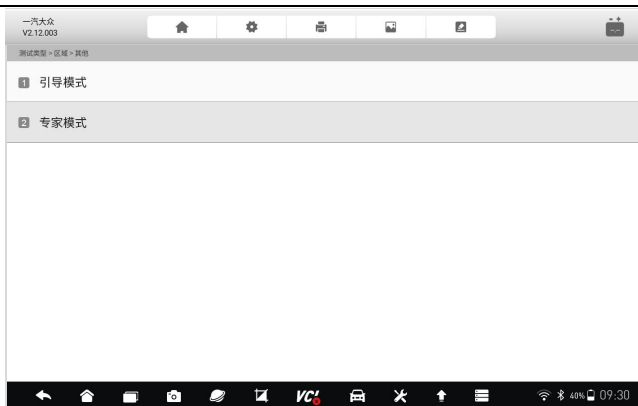 一汽大众
V2.12.003
测试类型 > 区域 > 其他
1 引导模式
2 专家模式
VCI 40% 09:30